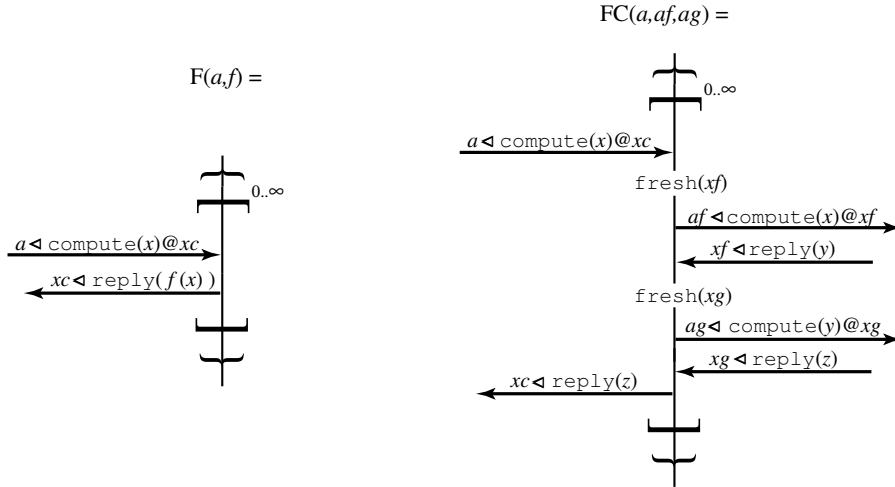 F(a,f) =
0..∞
a ⊲ compute(x)@xc
xc ⊲ reply(f(x))
FC(a,af,ag) =
0..∞
a ⊲ compute(x)@xc
fresh(xf)
af ⊲ compute(x)@xf
xf ⊲ reply(y)
fresh(xg)
ag ⊲ compute(y)@xg
xg ⊲ reply(z)
xc ⊲ reply(z)